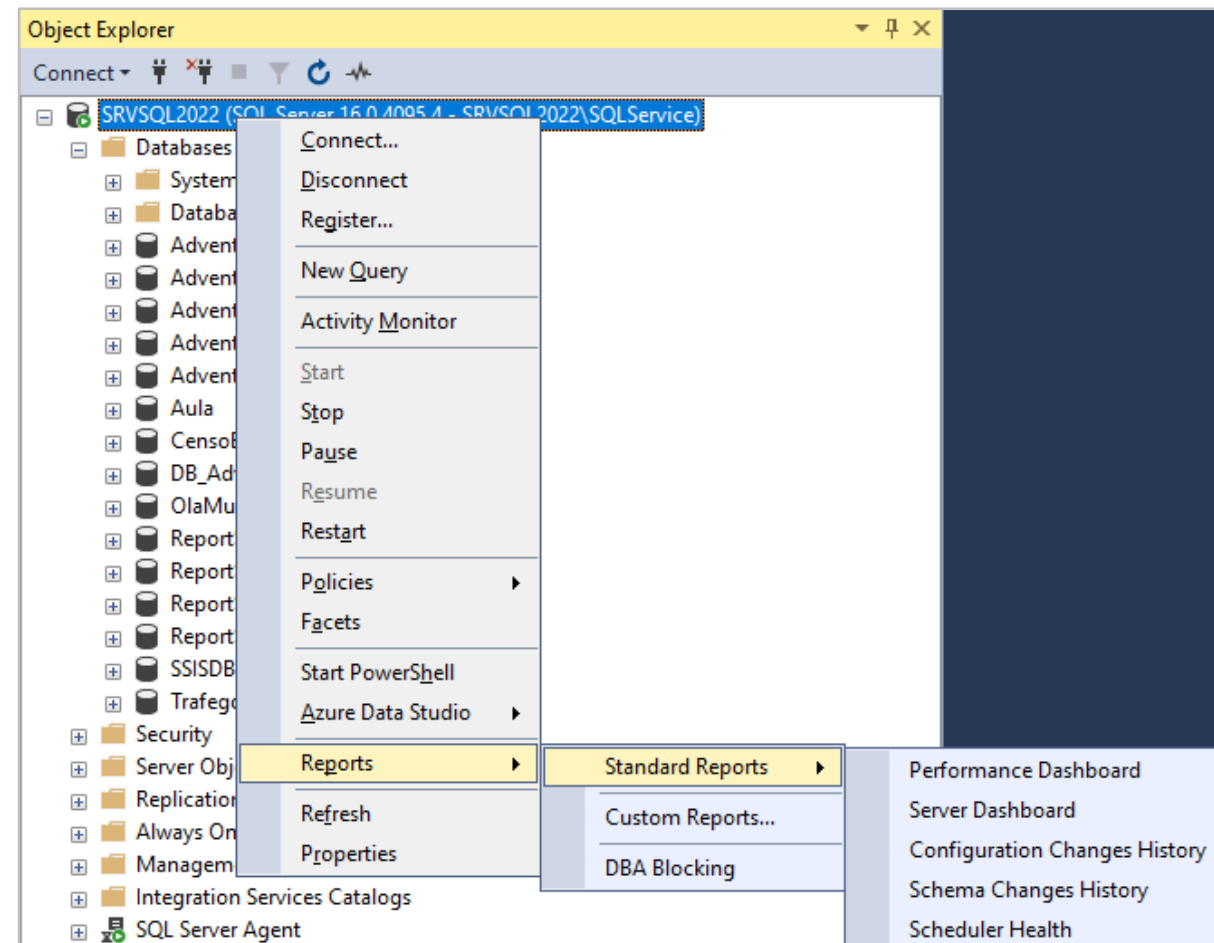 Object Explorer
Connect
SRVSQL2022 (SQL Server 16.0.4095.4 - SRVSQL2022\SQLService)
Databases
System
Databa
Advent
Advent
Advent
Advent
Advent
Aula
CensoE
DB_Adv
OlaMu
Report
Report
Report
Report
SSISDB
Trafego
Security
Server Obj
Replication
Always On
Managem
Integration Services Catalogs
SQL Server Agent
Connect...
Disconnect
Register...
New Query
Activity Monitor
Start
Stop
Pause
Resume
Restart
Policies
Facets
Start PowerShell
Azure Data Studio
Reports
Refresh
Properties
Standard Reports
Custom Reports...
DBA Blocking
Performance Dashboard
Server Dashboard
Configuration Changes History
Schema Changes History
Scheduler Health